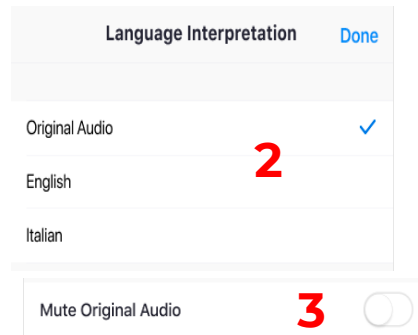 Language Interpretation Done
Original Audio
2
English
Italian
Mute Original Audio 3